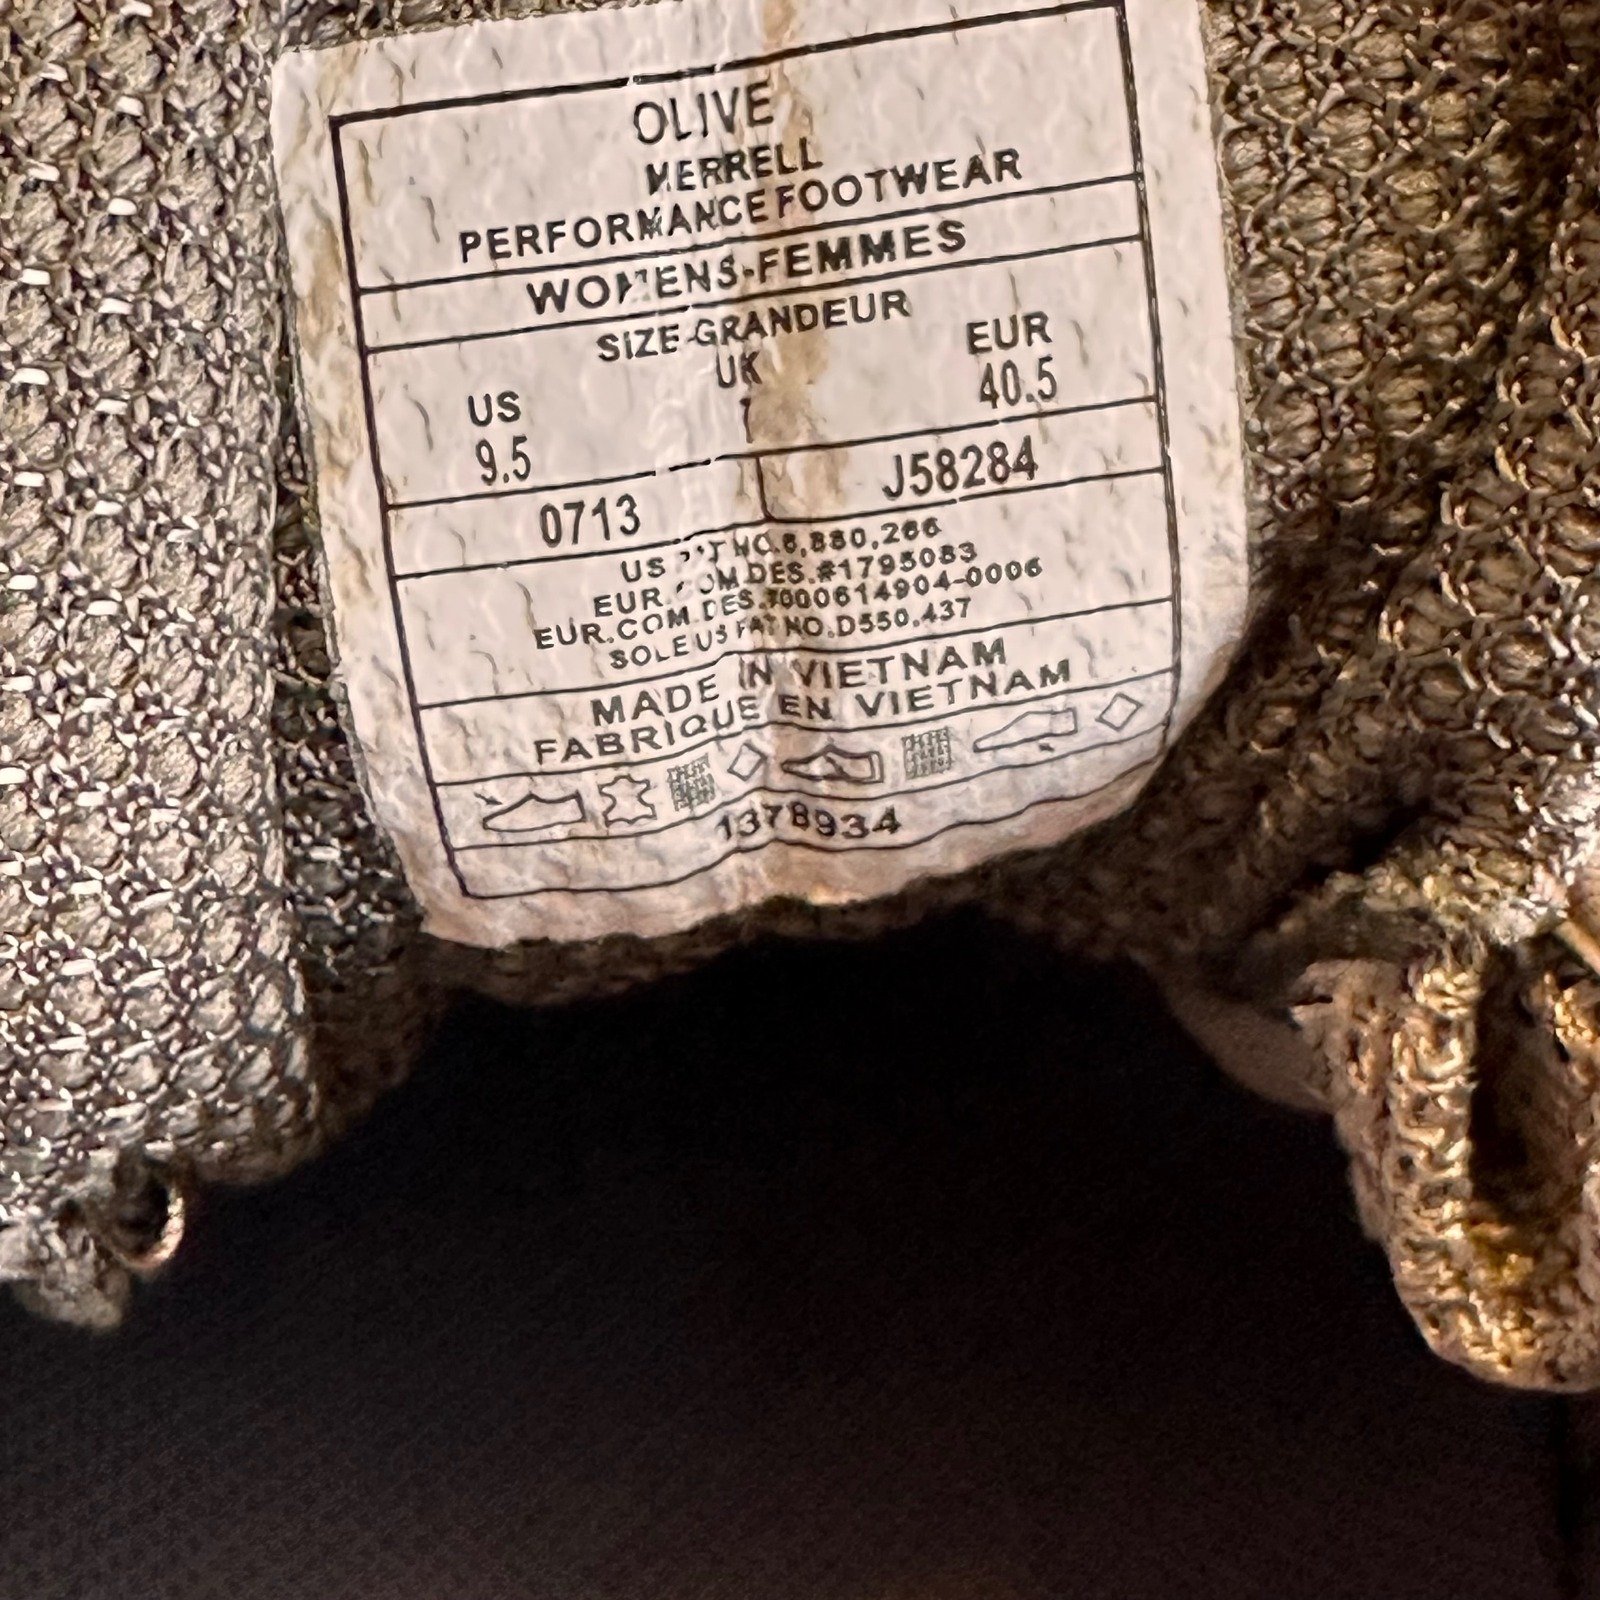 OLIVE
MERRELL
PERFORMANCE FOOTWEAR
WOMENS-FEMMES
SIZE-GRANDEUR
US UK EUR
9.5 40.5
0713 J58284
US NO. 6,880,266
EUR. COM.DES.#1795083
EUR.COM.DES.#000614904-0006
SOLE US PAT NO.D550,437
MADE IN VIETNAM
FABRIQUE EN VIETNAM
1378934